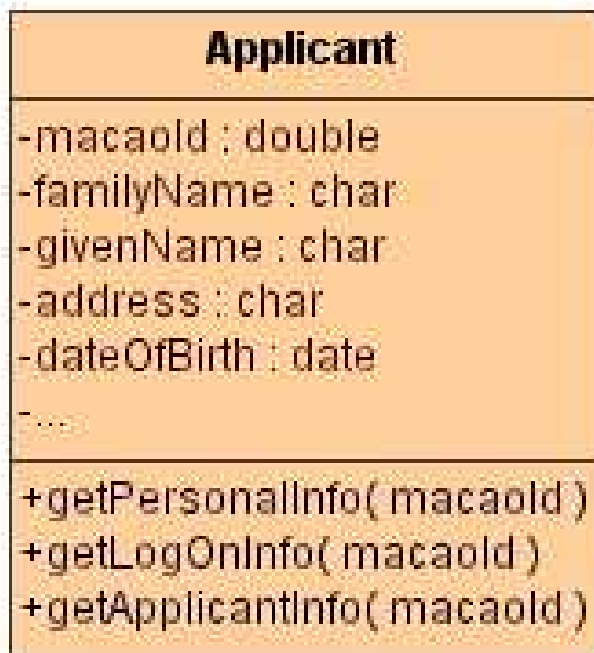 Applicant
-macaoId : double
-familyName : char
-givenName : char
-address : char
-dateOfBirth : date
-...
+getPersonalInfo( macaoId )
+getLogOnInfo( macaoId )
+getApplicantInfo( macaoId )